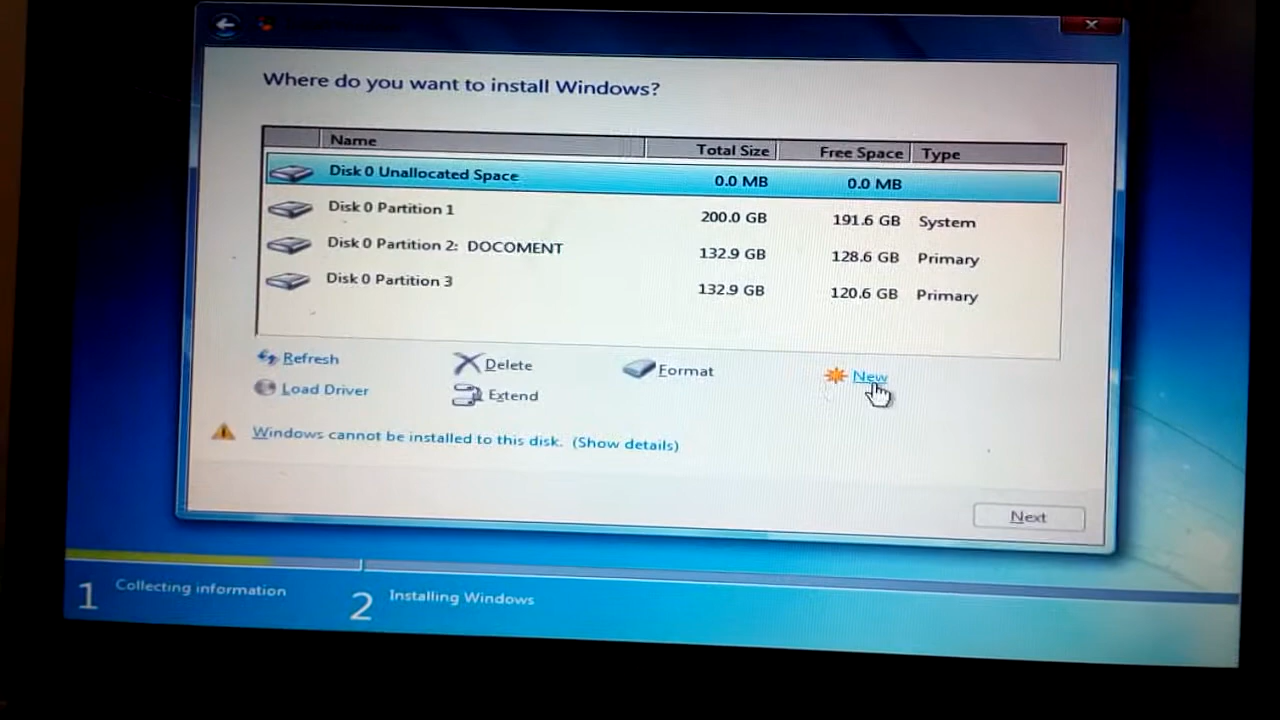 Where do you want to install Windows?
Name Total Size Free Space Type
Disk 0 Unallocated Space 0.0 MB 0.0 MB
Disk 0 Partition 1 200.0 GB 191.6 GB System
Disk 0 Partition 2: DOCOMENT 132.9 GB 128.6 GB Primary
Disk 0 Partition 3 132.9 GB 120.6 GB Primary
Refresh Delete Format New
Load Driver Extend
Windows cannot be installed to this disk. (Show details)
Next
1 Collecting information 2 Installing Windows